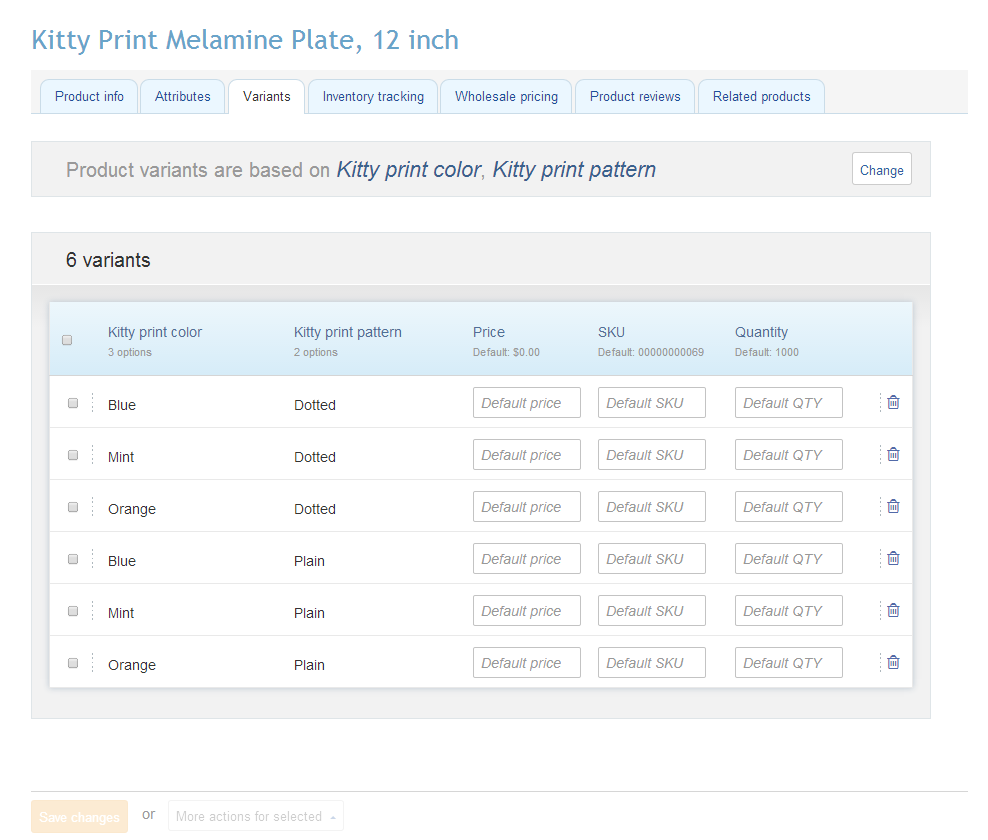 Kitty Print Melamine Plate, 12 inch
Product info Attributes Variants Inventory tracking Wholesale pricing Product reviews Related products
Product variants are based on Kitty print color, Kitty print pattern Change
6 variants
Kitty print color Kitty print pattern Price SKU Quantity
3 options 2 options Default: $0.00 Default: 00000000069 Default: 1000
Blue Dotted Default price Default SKU Default QTY
Mint Dotted Default price Default SKU Default QTY
Orange Dotted Default price Default SKU Default QTY
Blue Plain Default price Default SKU Default QTY
Mint Plain Default price Default SKU Default QTY
Orange Plain Default price Default SKU Default QTY
Save changes or More actions for selected